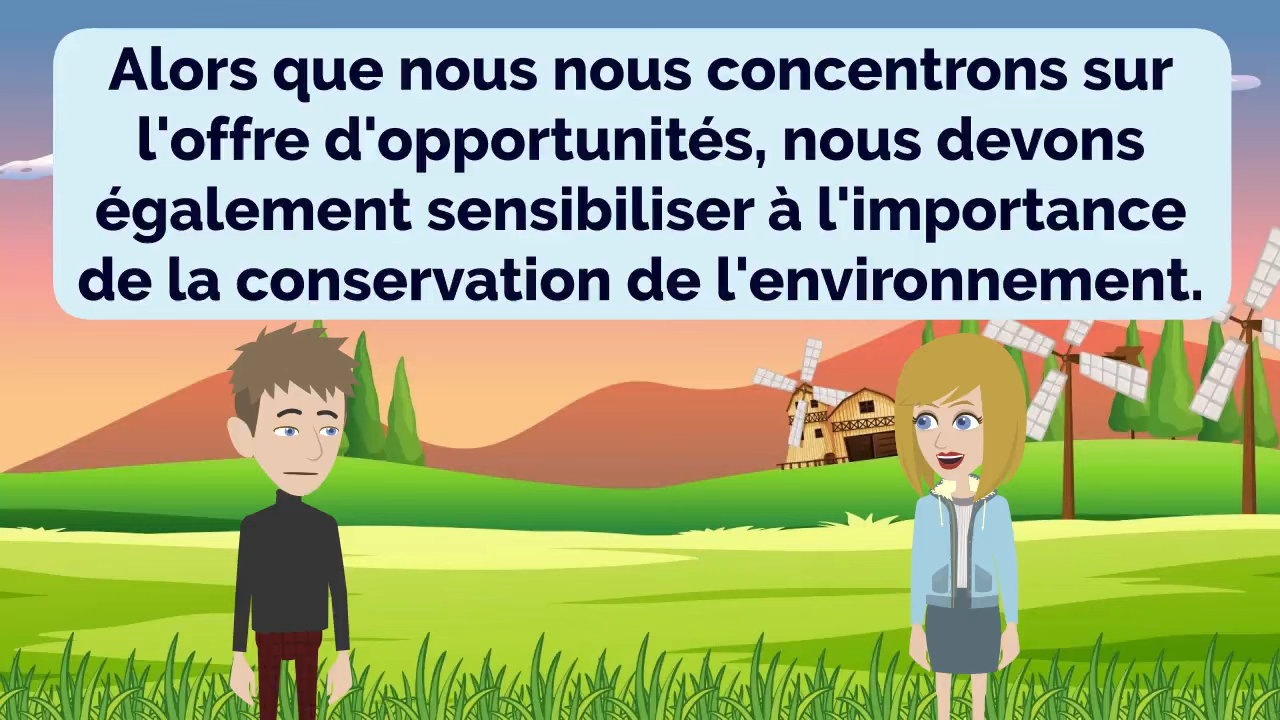 Alors que nous nous concentrons sur
l'offre d'opportunités, nous devons
également sensibiliser à l'importance
de la conservation de l'environnement.